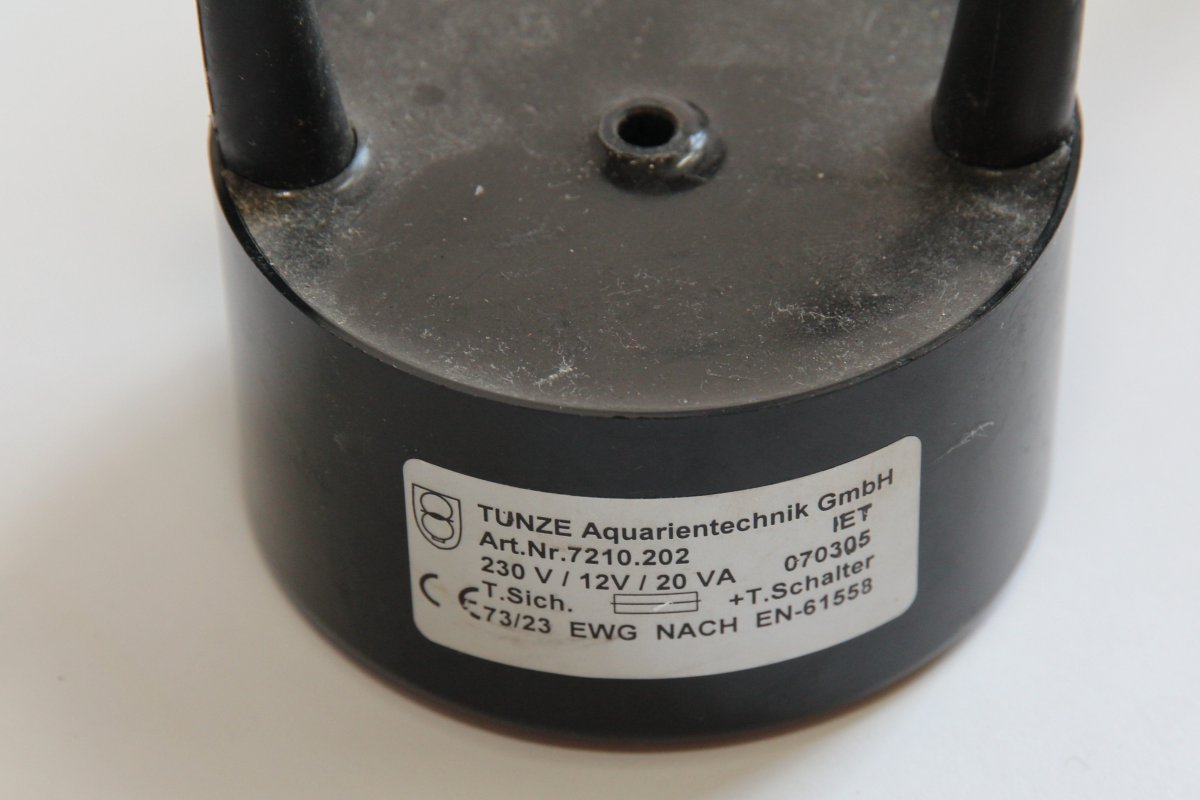 TUNZE Aquarientechnik GmbH
IET
Art.Nr.7210.202
070305
230 V / 12V / 20 VA
T.Sich. +T.Schalter
CE 73/23 EWG NACH EN-61558